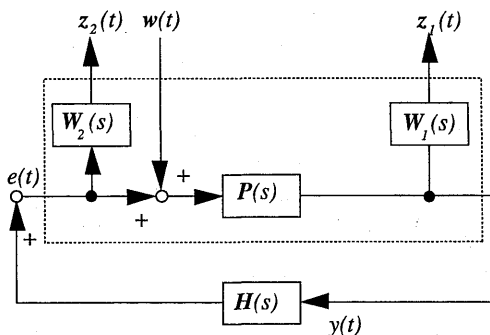 z₂(t) w(t) z₁(t)
W₂(s) W₁(s)
e(t) + P(s)
+ +
H(s)
y(t)